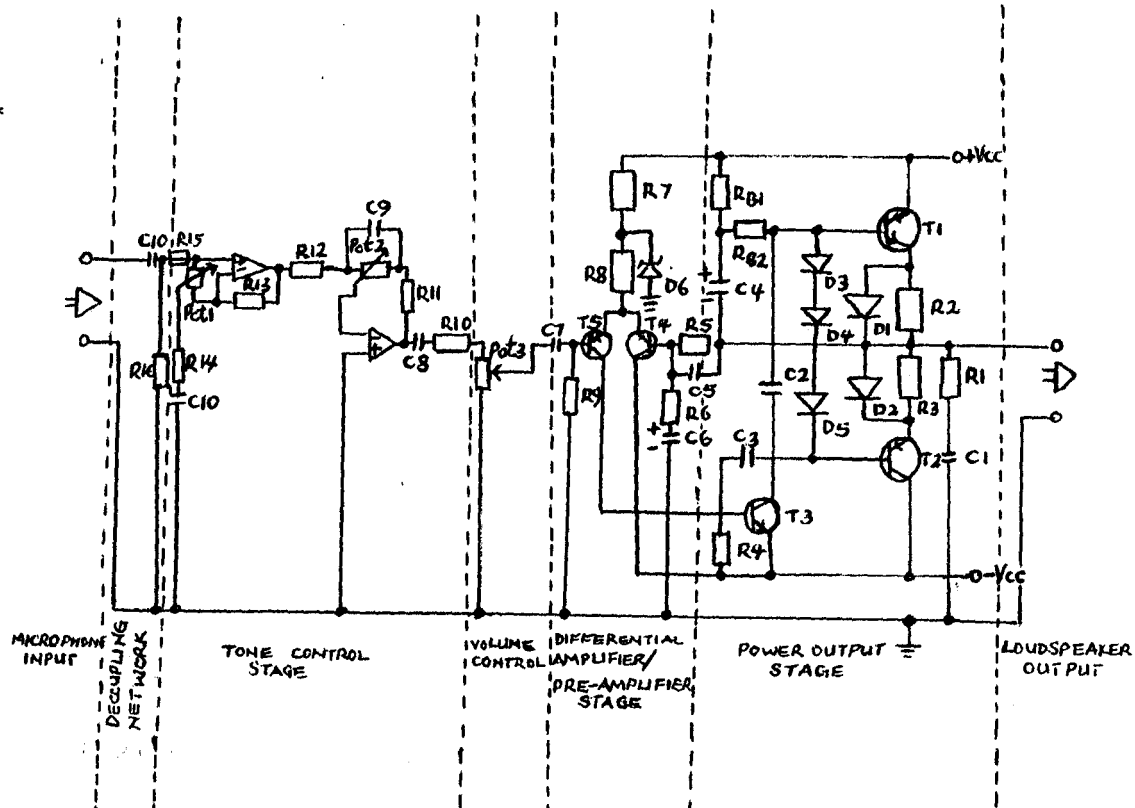 +Vcc
R7
RB1
C9
T1
C10
R15
Pot2
R12
RB2
R8
D6
D3
C4
R13
R11
R2
Pot1
D1
T5
T4
R5
D4
C7
R10
C8
Pot3
R16
R14
C5
C2
R1
C10
R9
R6
D2
R3
C6
D5
C3
T2
C1
T3
R4
-Vcc
MICROPHONE
INPUT
DECCUPLING
NETWORK
TONE CONTROL
STAGE
VOLUME
CONTROL
DIFFERENTIAL
AMPLIFIER/
PRE-AMPLIFIER
STAGE
POWER OUTPUT
STAGE
LOUDSPEAKER
OUTPUT